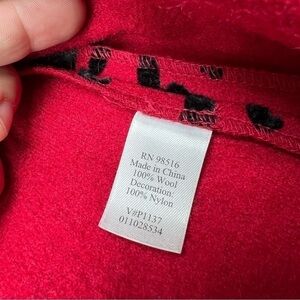 RN 98516
Made in China
100% Wool
Decoration:
100% Nylon
V#P1137
011028534